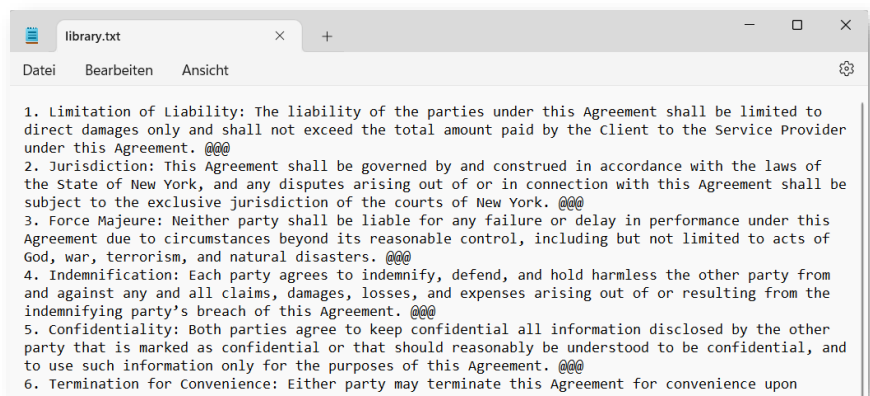 library.txt
Datei Bearbeiten Ansicht
1. Limitation of Liability: The liability of the parties under this Agreement shall be limited to
direct damages only and shall not exceed the total amount paid by the Client to the Service Provider
under this Agreement. @@@
2. Jurisdiction: This Agreement shall be governed by and construed in accordance with the laws of
the State of New York, and any disputes arising out of or in connection with this Agreement shall be
subject to the exclusive jurisdiction of the courts of New York. @@@
3. Force Majeure: Neither party shall be liable for any failure or delay in performance under this
Agreement due to circumstances beyond its reasonable control, including but not limited to acts of
God, war, terrorism, and natural disasters. @@@
4. Indemnification: Each party agrees to indemnify, defend, and hold harmless the other party from
and against any and all claims, damages, losses, and expenses arising out of or resulting from the
indemnifying party’s breach of this Agreement. @@@
5. Confidentiality: Both parties agree to keep confidential all information disclosed by the other
party that is marked as confidential or that should reasonably be understood to be confidential, and
to use such information only for the purposes of this Agreement. @@@
6. Termination for Convenience: Either party may terminate this Agreement for convenience upon